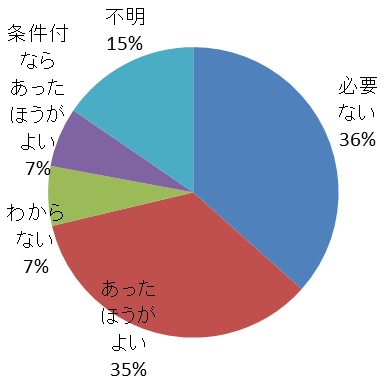 不明
15%
条件付
なら
あった
ほうが
よい
7%
必要
ない
36%
わから
ない
7%
あった
ほうが
よい
35%